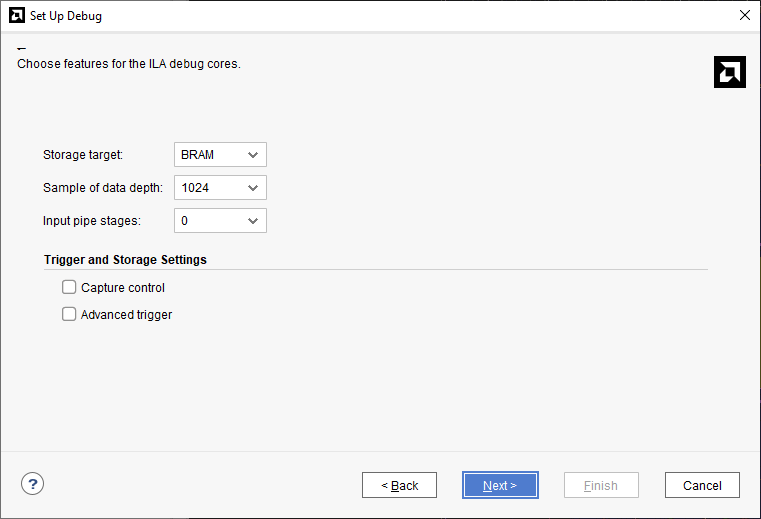 Set Up Debug
Choose features for the ILA debug cores.
Storage target: BRAM
Sample of data depth: 1024
Input pipe stages: 0
Trigger and Storage Settings
Capture control
Advanced trigger
? < Back Next > Finish Cancel